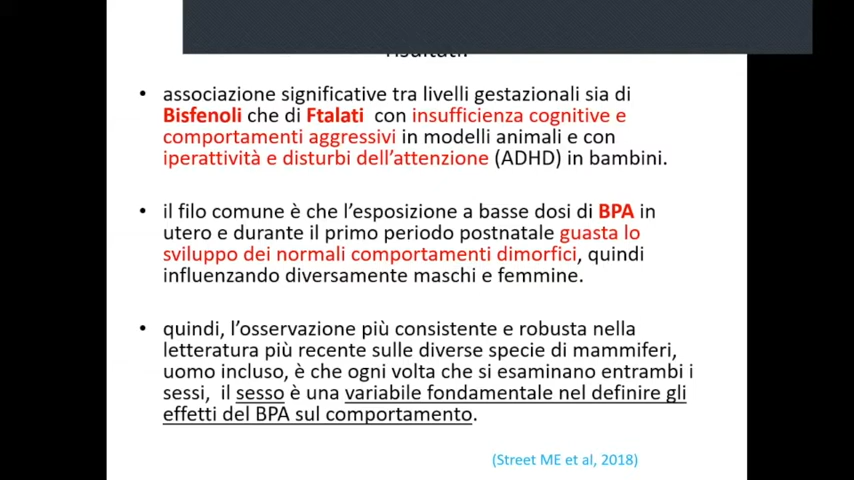 risultati:
• associazione significative tra livelli gestazionali sia di
Bisfenoli che di Ftalati con insufficienza cognitive e
comportamenti aggressivi in modelli animali e con
iperattività e disturbi dell’attenzione (ADHD) in bambini.
• il filo comune è che l’esposizione a basse dosi di BPA in
utero e durante il primo periodo postnatale guasta lo
sviluppo dei normali comportamenti dimorfici, quindi
influenzando diversamente maschi e femmine.
• quindi, l’osservazione più consistente e robusta nella
letteratura più recente sulle diverse specie di mammiferi,
uomo incluso, è che ogni volta che si esaminano entrambi i
sessi, il sesso è una variabile fondamentale nel definire gli
effetti del BPA sul comportamento.
(Street ME et al, 2018)